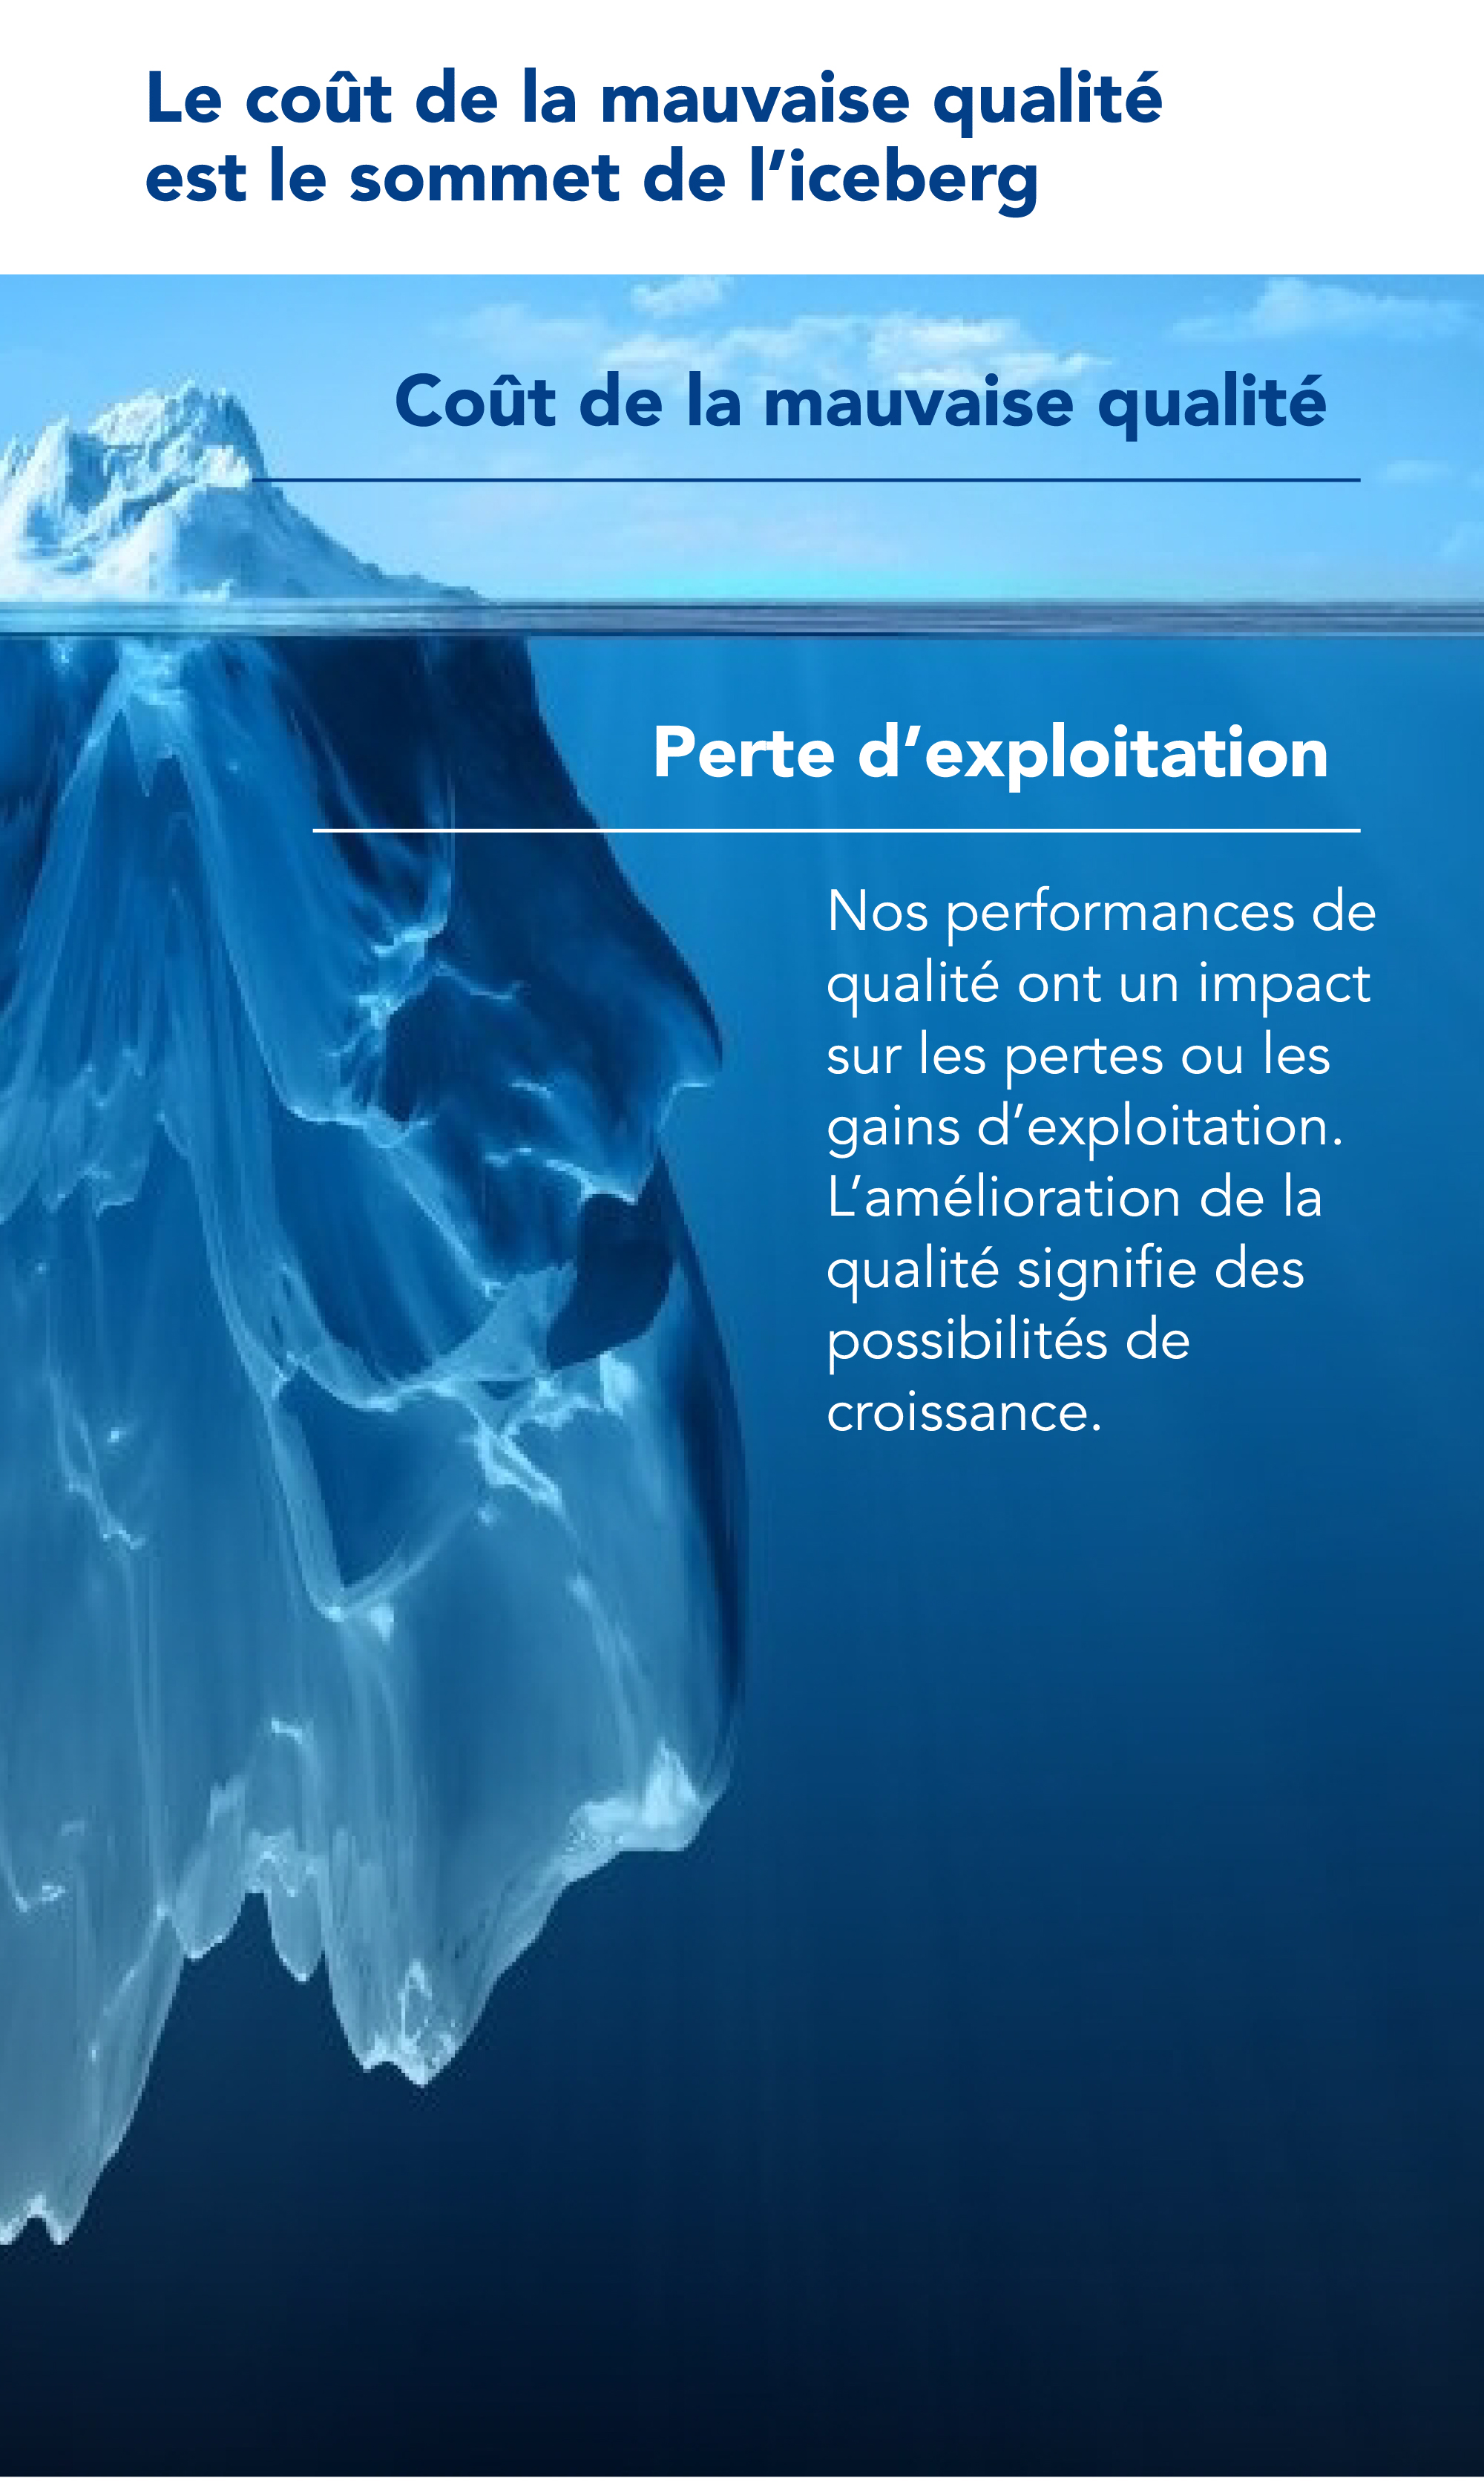 Le coût de la mauvaise qualité
est le sommet de l’iceberg
Coût de la mauvaise qualité
Perte d’exploitation
Nos performances de
qualité ont un impact
sur les pertes ou les
gains d’exploitation.
L’amélioration de la
qualité signifie des
possibilités de
croissance.